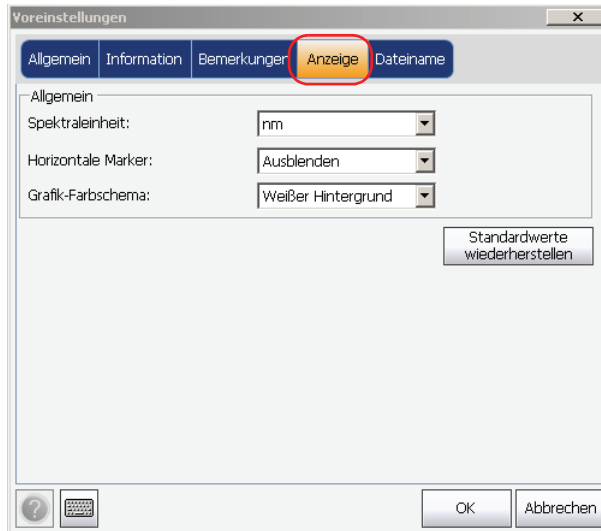 Voreinstellungen
Allgemein Information Bemerkungen Anzeige Dateiname
Allgemein
Spektraleinheit: nm
Horizontale Marker: Ausblenden
Grafik-Farbschema: Weißer Hintergrund
Standardwerte
wiederherstellen
OK Abbrechen